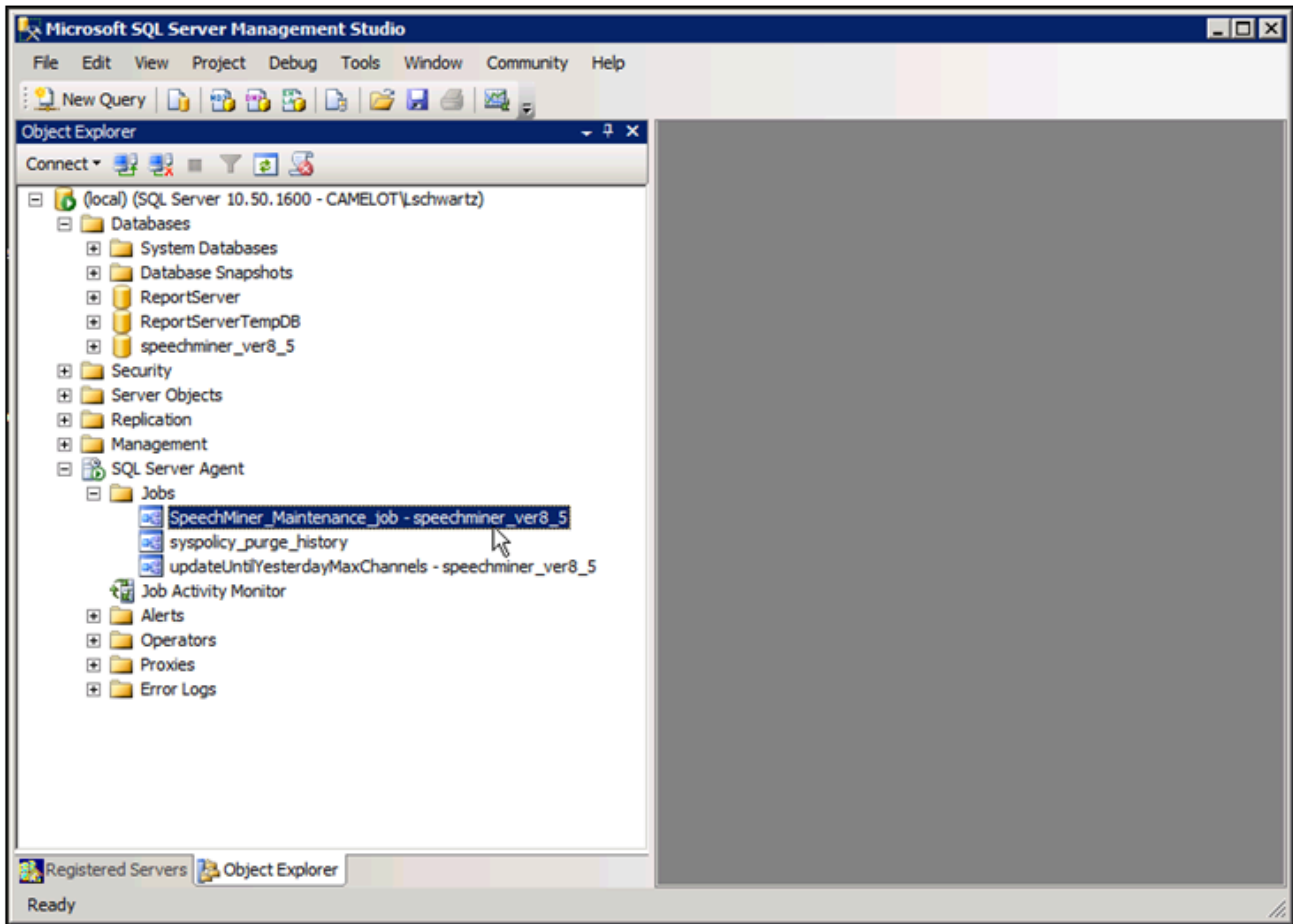 Microsoft SQL Server Management Studio
File Edit View Project Debug Tools Window Community Help
New Query
Object Explorer
Connect
(local) (SQL Server 10.50.1600 - CAMELOT\Lschwartz)
Databases
System Databases
Database Snapshots
ReportServer
ReportServerTempDB
speechminer_ver8_5
Security
Server Objects
Replication
Management
SQL Server Agent
Jobs
SpeechMiner_Maintenance_job - speechminer_ver8_5
syspolicy_purge_history
updateUntilYesterdayMaxChannels - speechminer_ver8_5
Job Activity Monitor
Alerts
Operators
Proxies
Error Logs
Registered Servers Object Explorer
Ready